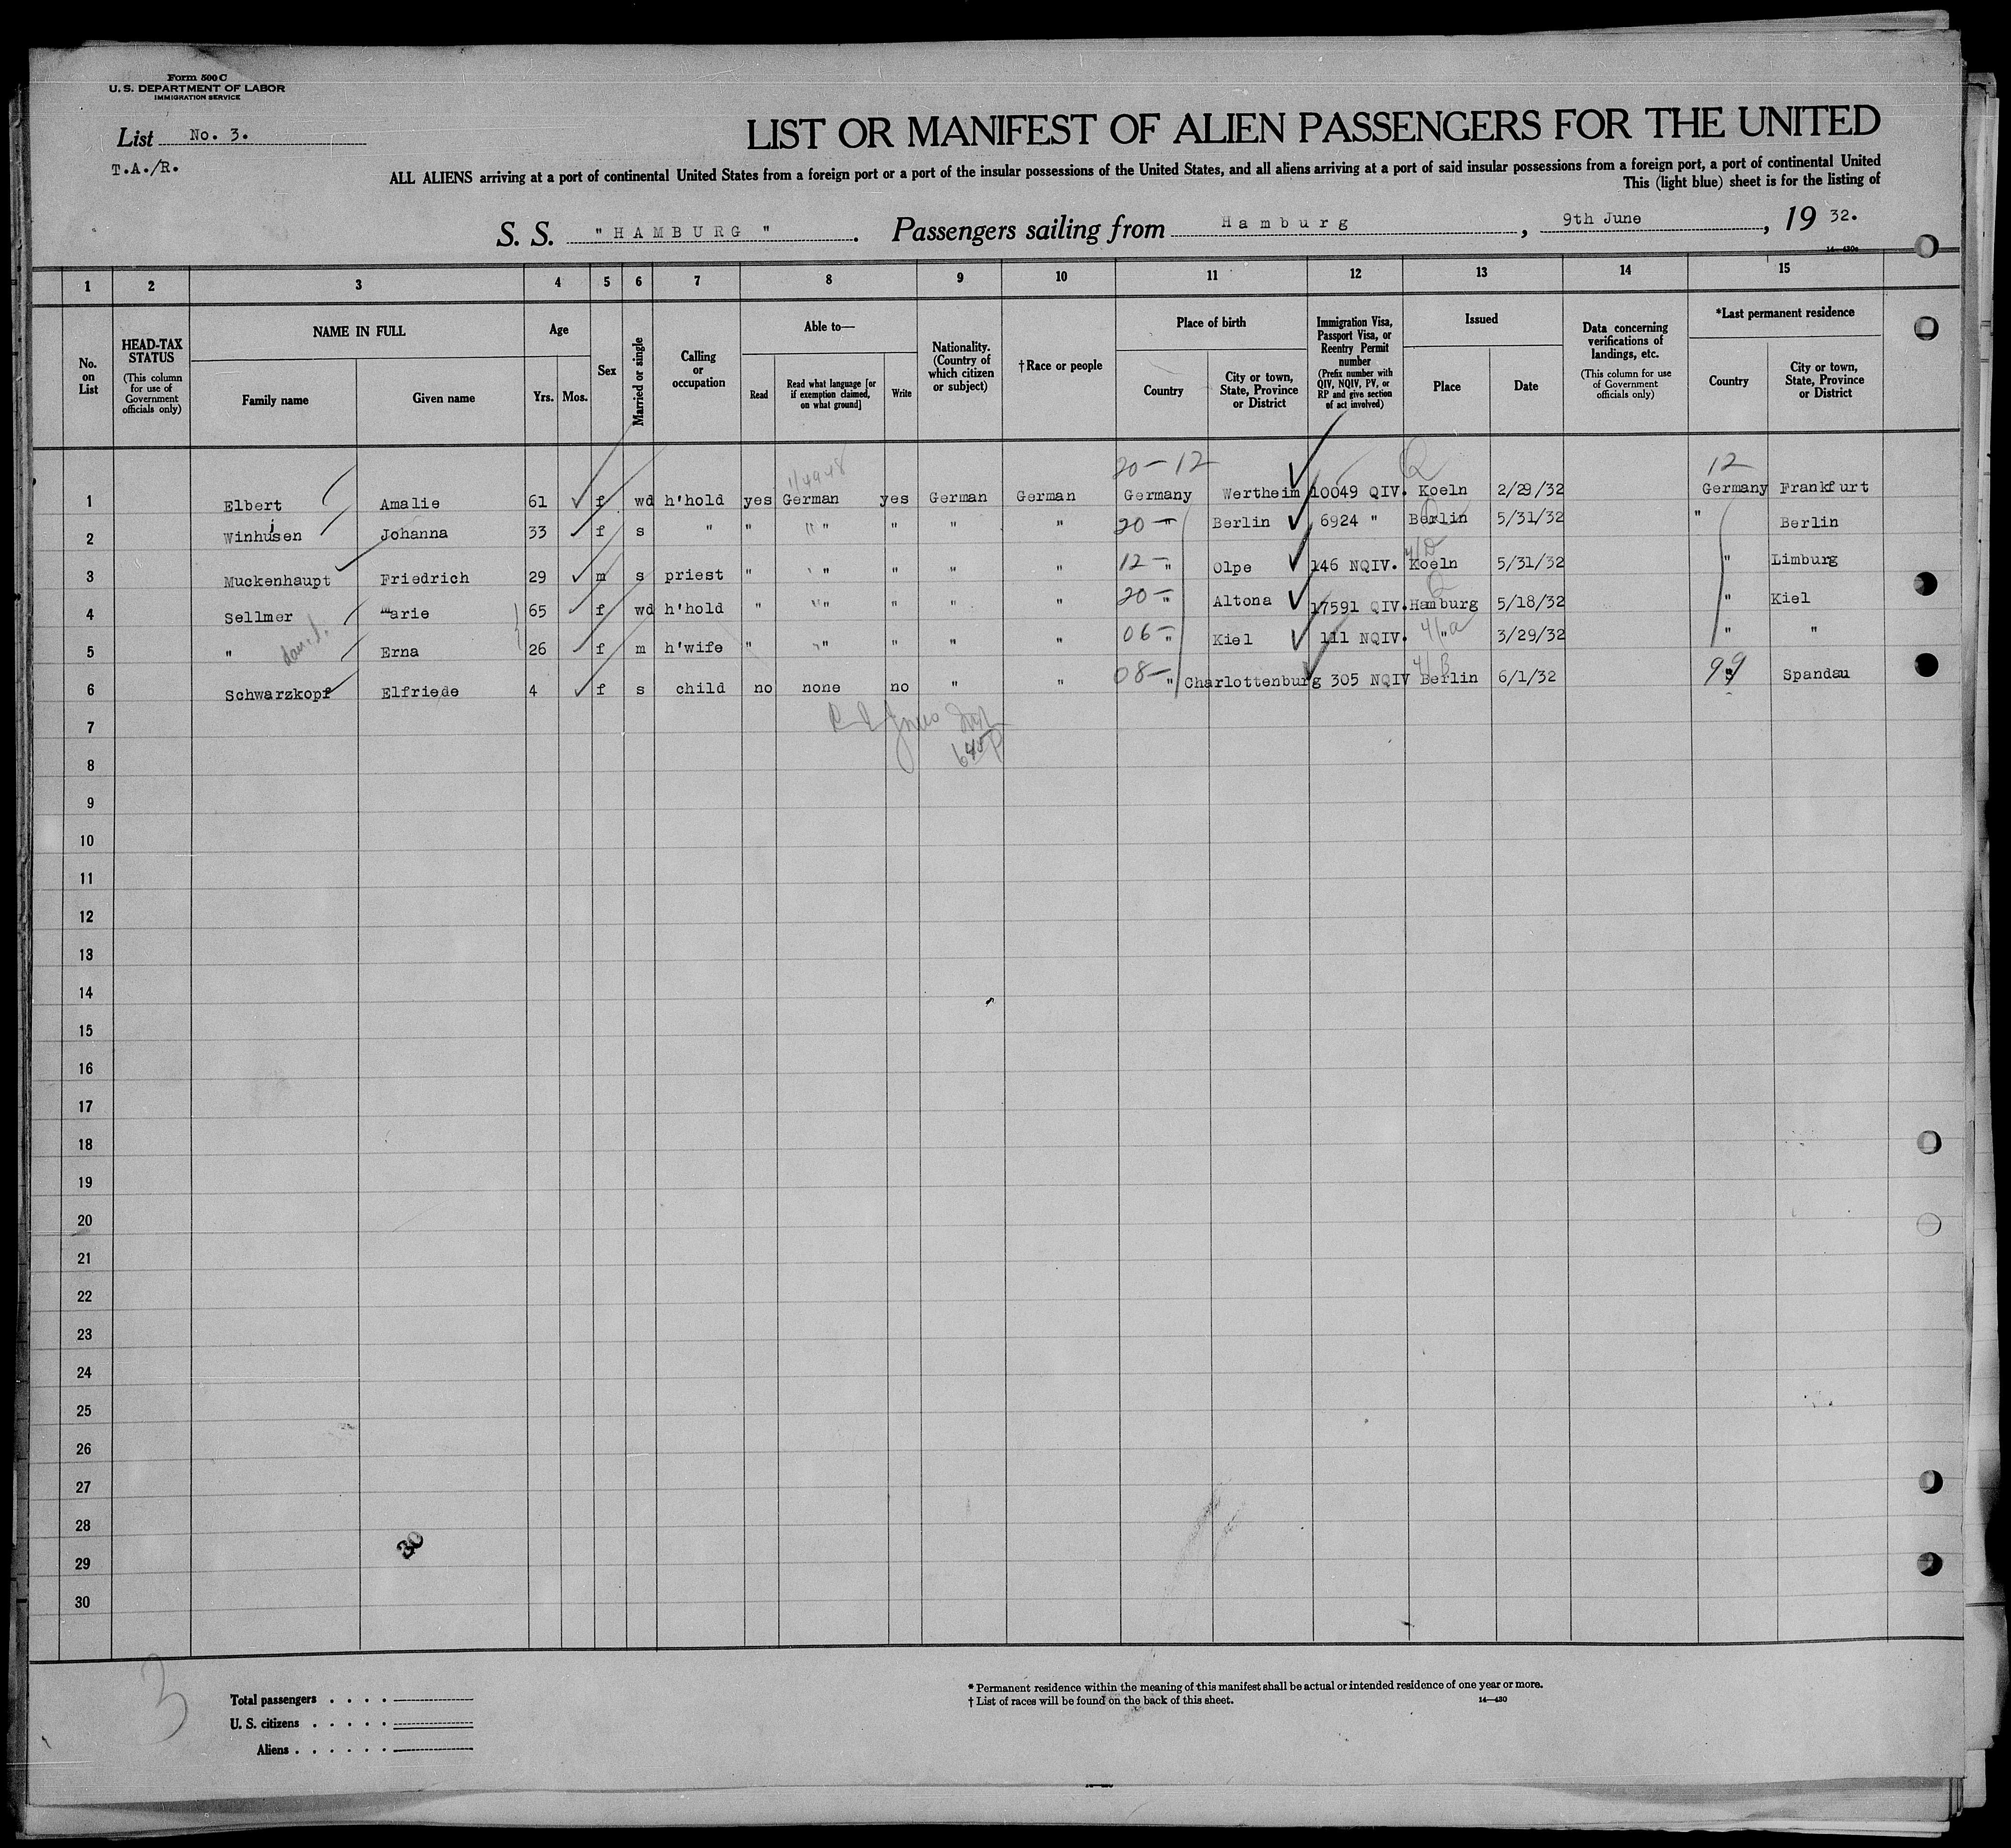 Form 500 C
U. S. DEPARTMENT OF LABOR
IMMIGRATION SERVICE
List No. 3.
T.A./R.
LIST OR MANIFEST OF ALIEN PASSENGERS FOR THE UNITED
ALL ALIENS arriving at a port of continental United States from a foreign port or a port of the insular possessions of the United States, and all aliens arriving at a port of said insular possessions from a foreign port, a port of continental United
This (light blue) sheet is for the listing of
S. S. "HAMBURG". Passengers sailing from Hamburg, 9th June, 19 32.
14—430c
1 2 3 4 5 6 7 8 9 10 11 12 13 14 15
No. on List
HEAD-TAX STATUS (This column for use of Government officials only)
NAME IN FULL
Family name
Given name
Age
Yrs. Mos.
Sex
Married or single
Calling or occupation
Able to—
Read
Read what language [or if exemption claimed, on what ground]
Write
Nationality. (Country of which citizen or subject)
†Race or people
Place of birth
Country
City or town, State, Province or District
Immigration Visa, Passport Visa, or Reentry Permit number (Prefix number with QIV, NQIV, PV, or RP and give section of act involved)
Issued
Place
Date
Data concerning verifications of landings, etc. (This column for use of Government officials only)
*Last permanent residence
Country
City or town, State, Province or District
20-12 Q 12
1 Elbert Amalie 61 f wd h'hold yes German yes German German Germany Wertheim 10049 QIV. Koeln 2/29/32 Germany Frankfurt
2 Winhusen Johanna 33 f s " " " " " " 20- " Berlin 6924 " Berlin 5/31/32 " Berlin
3 Muckenhaupt Friedrich 29 m s priest " " " " " 12- " Olpe 146 NQIV. Koeln 4/D 5/31/32 " Limburg
4 Sellmer Marie 65 f wd h'hold " " " " " 20- " Altona 17591 QIV. Hamburg Q 5/18/32 " Kiel
5 " Erna 26 f m h'wife " " " " " 06- " Kiel 111 NQIV. " 4/a 3/29/32 " "
6 Schwarzkopf Elfriede 4 f s child no none no " " 08- " Charlottenburg 305 NQIV Berlin 4/B 6/1/32 99 " Spandau
7
8
9
10
11
12
13
14
15
16
17
18
19
20
21
22
23
24
25
26
27
28
29
30
30
3
Total passengers
U. S. citizens
Aliens
* Permanent residence within the meaning of this manifest shall be actual or intended residence of one year or more.
† List of races will be found on the back of this sheet.
14—430